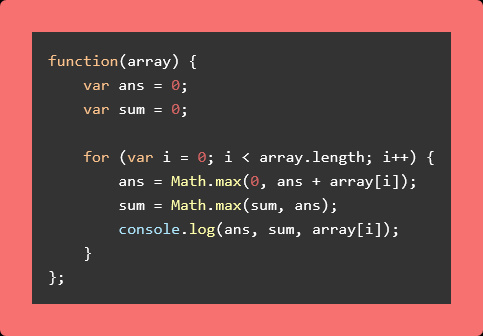 function(array) {
    var ans = 0;
    var sum = 0;

    for (var i = 0; i < array.length; i++) {
        ans = Math.max(0, ans + array[i]);
        sum = Math.max(sum, ans);
        console.log(ans, sum, array[i]);
    }
};